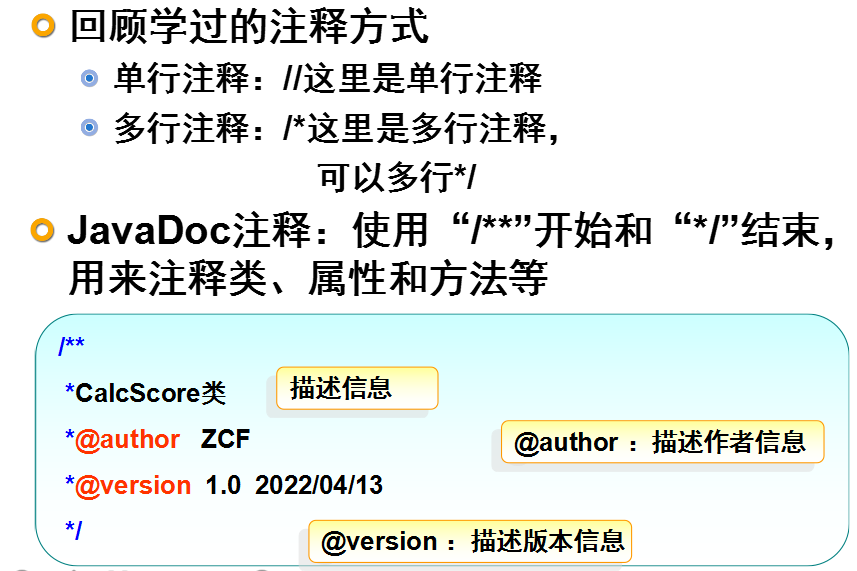 回顾学过的注释方式
单行注释：//这里是单行注释
多行注释：/*这里是多行注释，
可以多行*/
JavaDoc注释：使用“/**”开始和“*/”结束，
用来注释类、属性和方法等
/**
*CalcScore类
描述信息
*@author ZCF
@author ：描述作者信息
*@version 1.0 2022/04/13
*/
@version ：描述版本信息